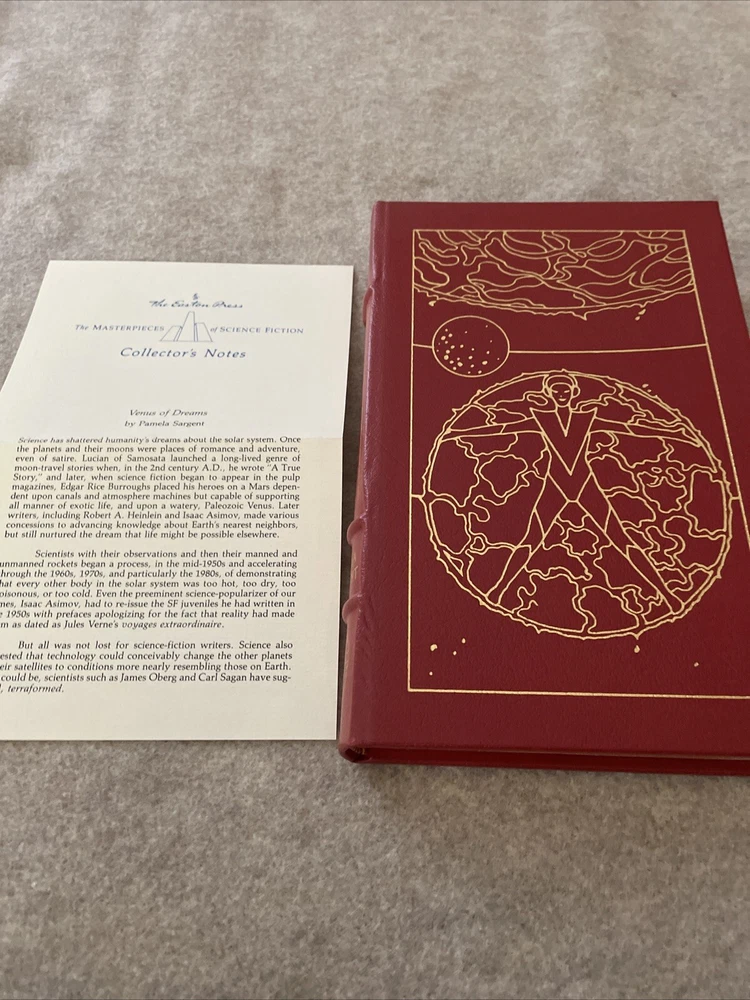 The Easton Press
The MASTERPIECES of SCIENCE FICTION
Collector's Notes
Venus of Dreams
by Pamela Sargent
Science has shattered humanity's dreams about the solar system. Once
the planets and their moons were places of romance and adventure,
even of satire. Lucian of Samosata launched a long-lived genre of
moon-travel stories when, in the 2nd century A.D., he wrote "A True
Story," and later, when science fiction began to appear in the pulp
magazines, Edgar Rice Burroughs placed his heroes on a Mars depen-
dent upon canals and atmosphere machines but capable of supporting
all manner of exotic life, and upon a watery, Paleozoic Venus. Later
writers, including Robert A. Heinlein and Isaac Asimov, made various
concessions to advancing knowledge about Earth's nearest neighbors,
but still nurtured the dream that life might be possible elsewhere.
Scientists with their observations and then their manned and
unmanned rockets began a process, in the mid-1950s and accelerating
through the 1960s, 1970s, and particularly the 1980s, of demonstrating
hat every other body in the solar system was too hot, too dry, too
oisonous, or too cold. Even the preeminent science-popularizer of our
mes, Isaac Asimov, had to re-issue the SF juveniles he had written in
e 1950s with prefaces apologizing for the fact that reality had made
m as dated as Jules Verne's voyages extraordinaire.
But all was not lost for science-fiction writers. Science also
ested that technology could conceivably change the other planets
eir satellites to conditions more nearly resembling those on Earth.
could be, scientists such as James Oberg and Carl Sagan have sug-
, terraformed.